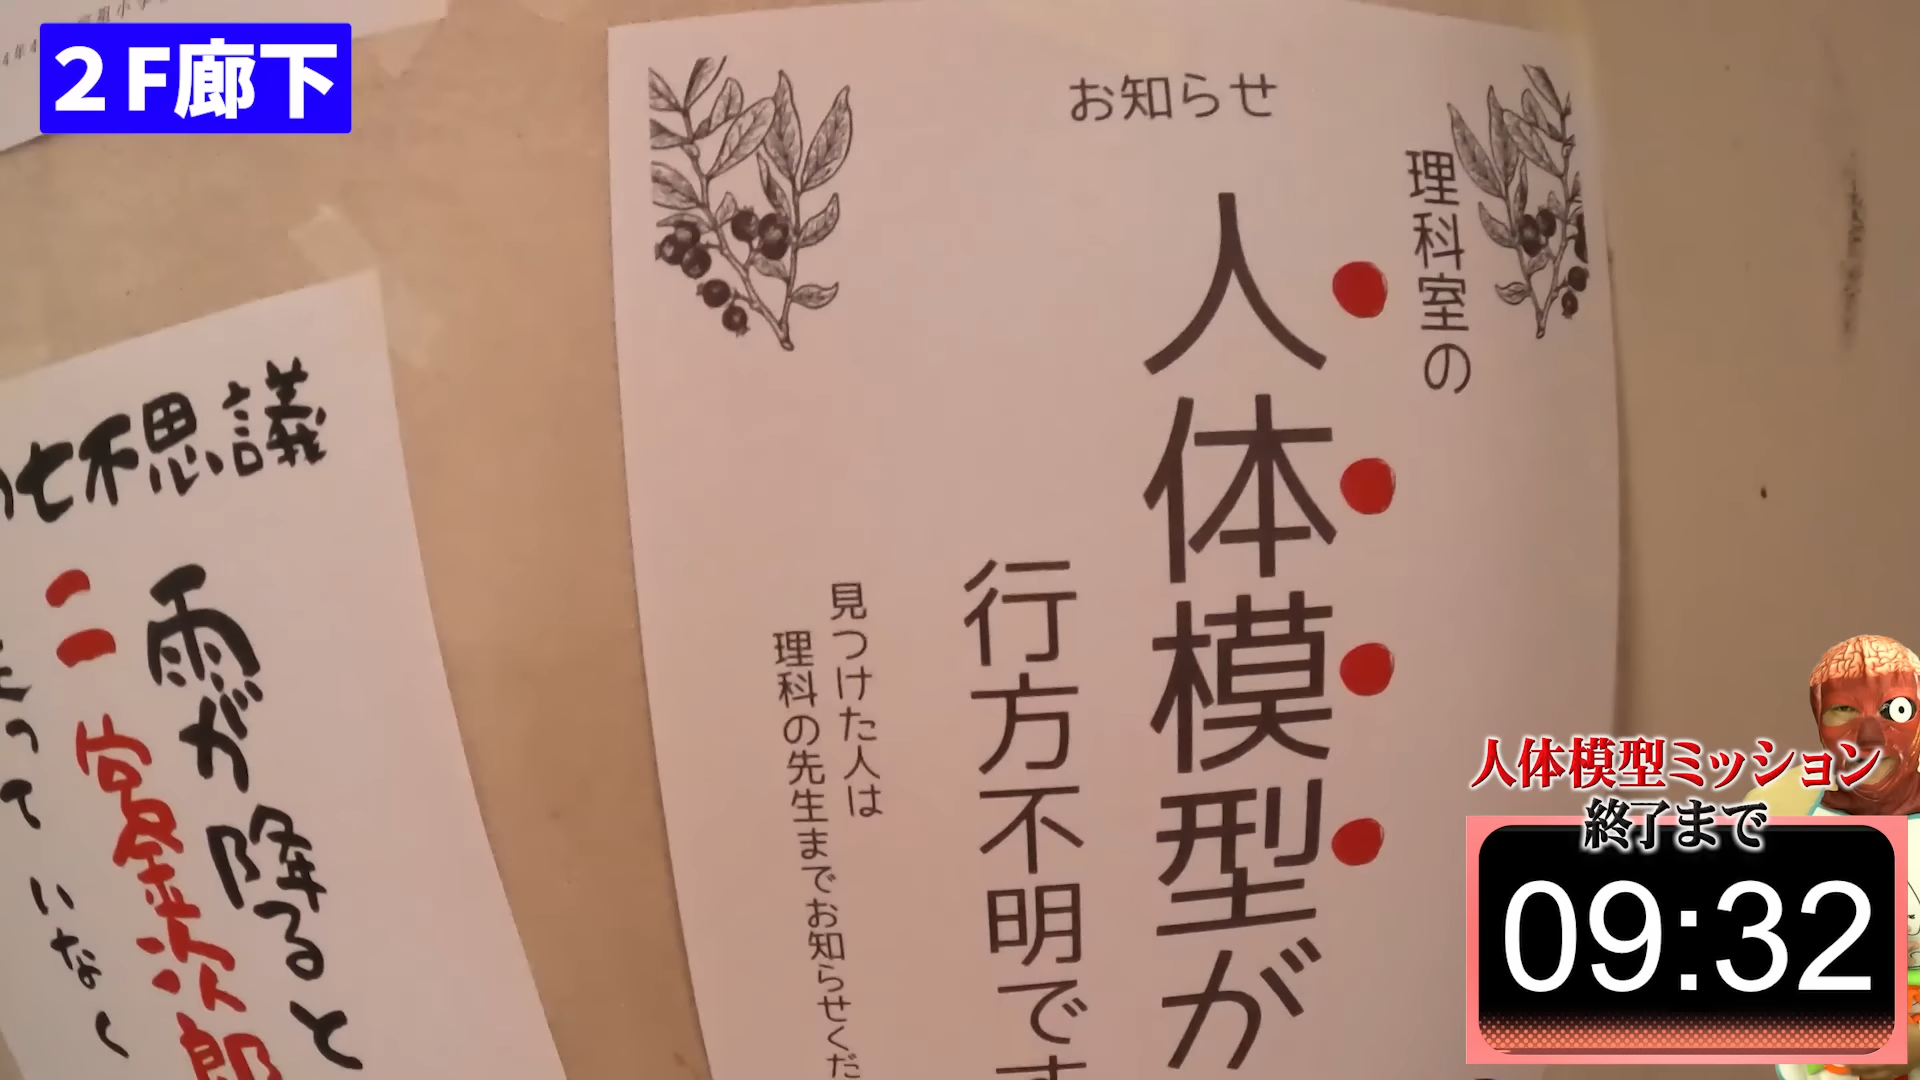 ２F廊下
お知らせ
理科室の
人体模型が
行方不明です
見つけた人は
理科の先生までお知らせくだ
七不思議
雨が降ると
二宮金次郎
って
いなく
人体模型ミッション
終了まで
09:32